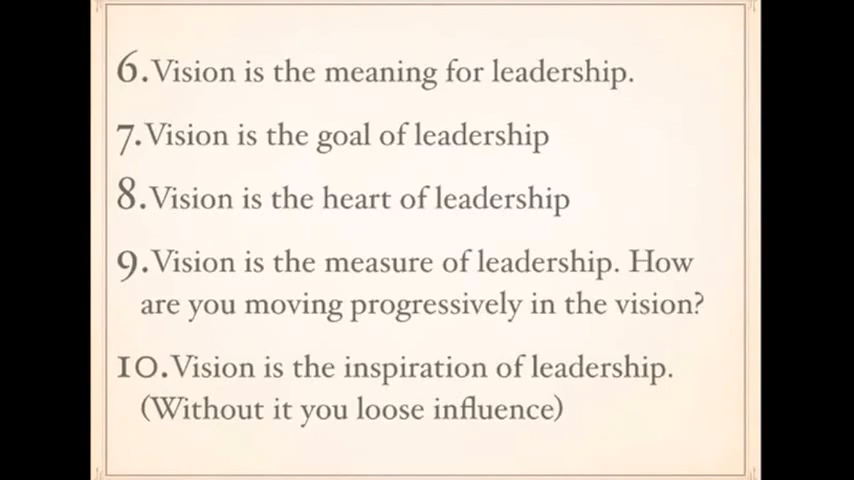 6. Vision is the meaning for leadership.
7. Vision is the goal of leadership
8. Vision is the heart of leadership
9. Vision is the measure of leadership. How
are you moving progressively in the vision?
10. Vision is the inspiration of leadership.
(Without it you loose influence)